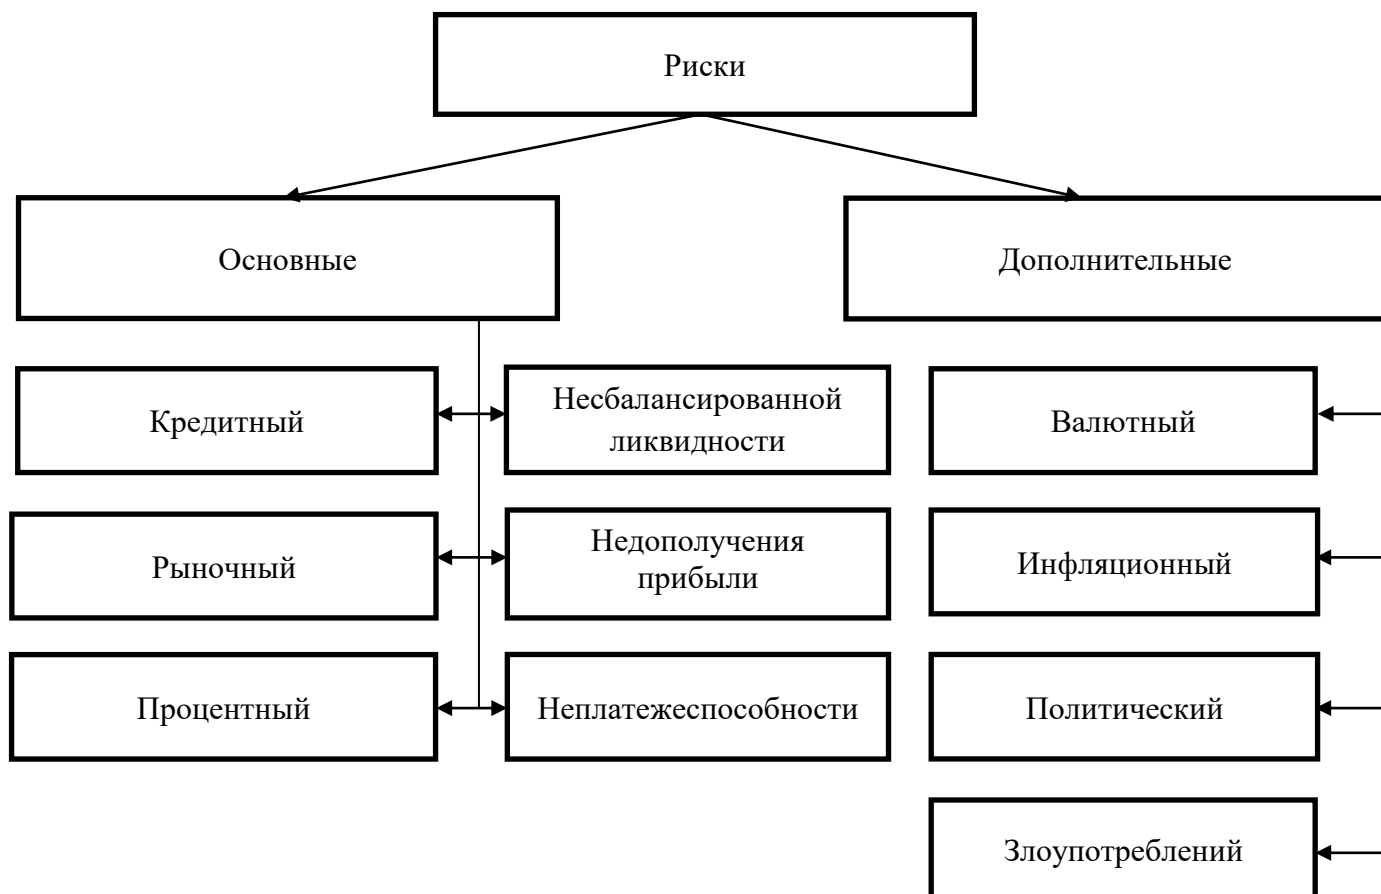 Риски
Основные
Дополнительные
Кредитный
Несбалансированной
ликвидности
Валютный
Рыночный
Недополучения
прибыли
Инфляционный
Процентный
Неплатежеспособности
Политический
Злоупотреблений